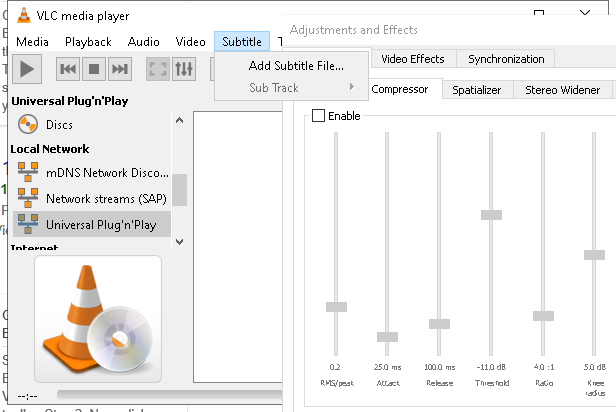 VLC media player
Adjustments and Effects
Media Playback Audio Video Subtitle
Add Subtitle File...
Sub Track
Video Effects Synchronization
Compressor Spatializer Stereo Widener
Enable
Universal Plug'n'Play
Discs
Local Network
mDNS Network Disco...
Network streams (SAP)
Universal Plug'n'Play
Internet
0.2 25.0 ms 100.0 ms -11.0 dB 4.0 :1 5.0 dB
RMS/peak Attack Release Threshold Ratio Knee
radius
--:--